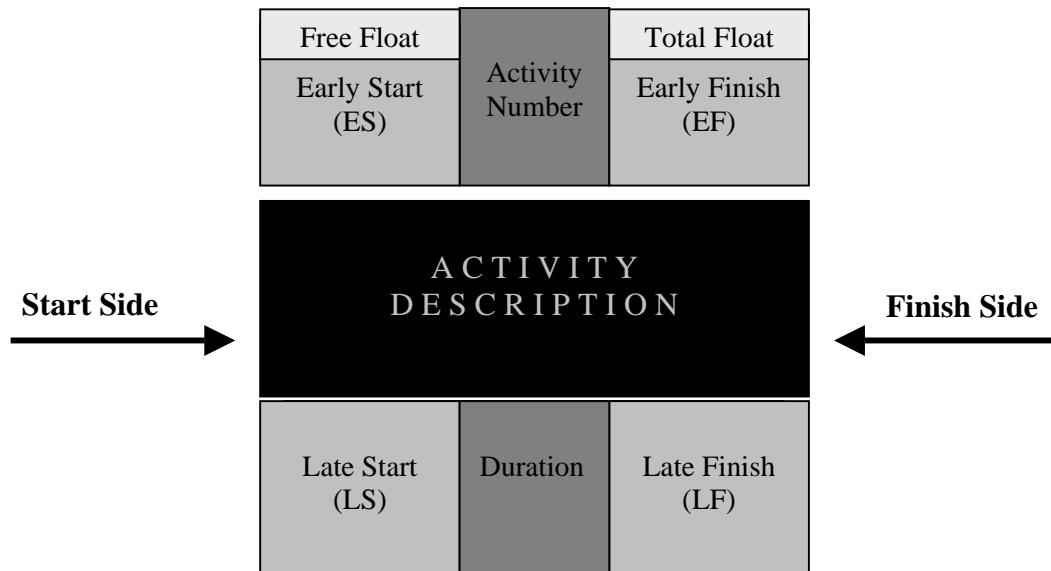 Free Float
Activity
Number
Total Float
Early Start
(ES)
Early Finish
(EF)
A C T I V I T Y
D E S C R I P T I O N
Start Side
Finish Side
Late Start
(LS)
Duration
Late Finish
(LF)